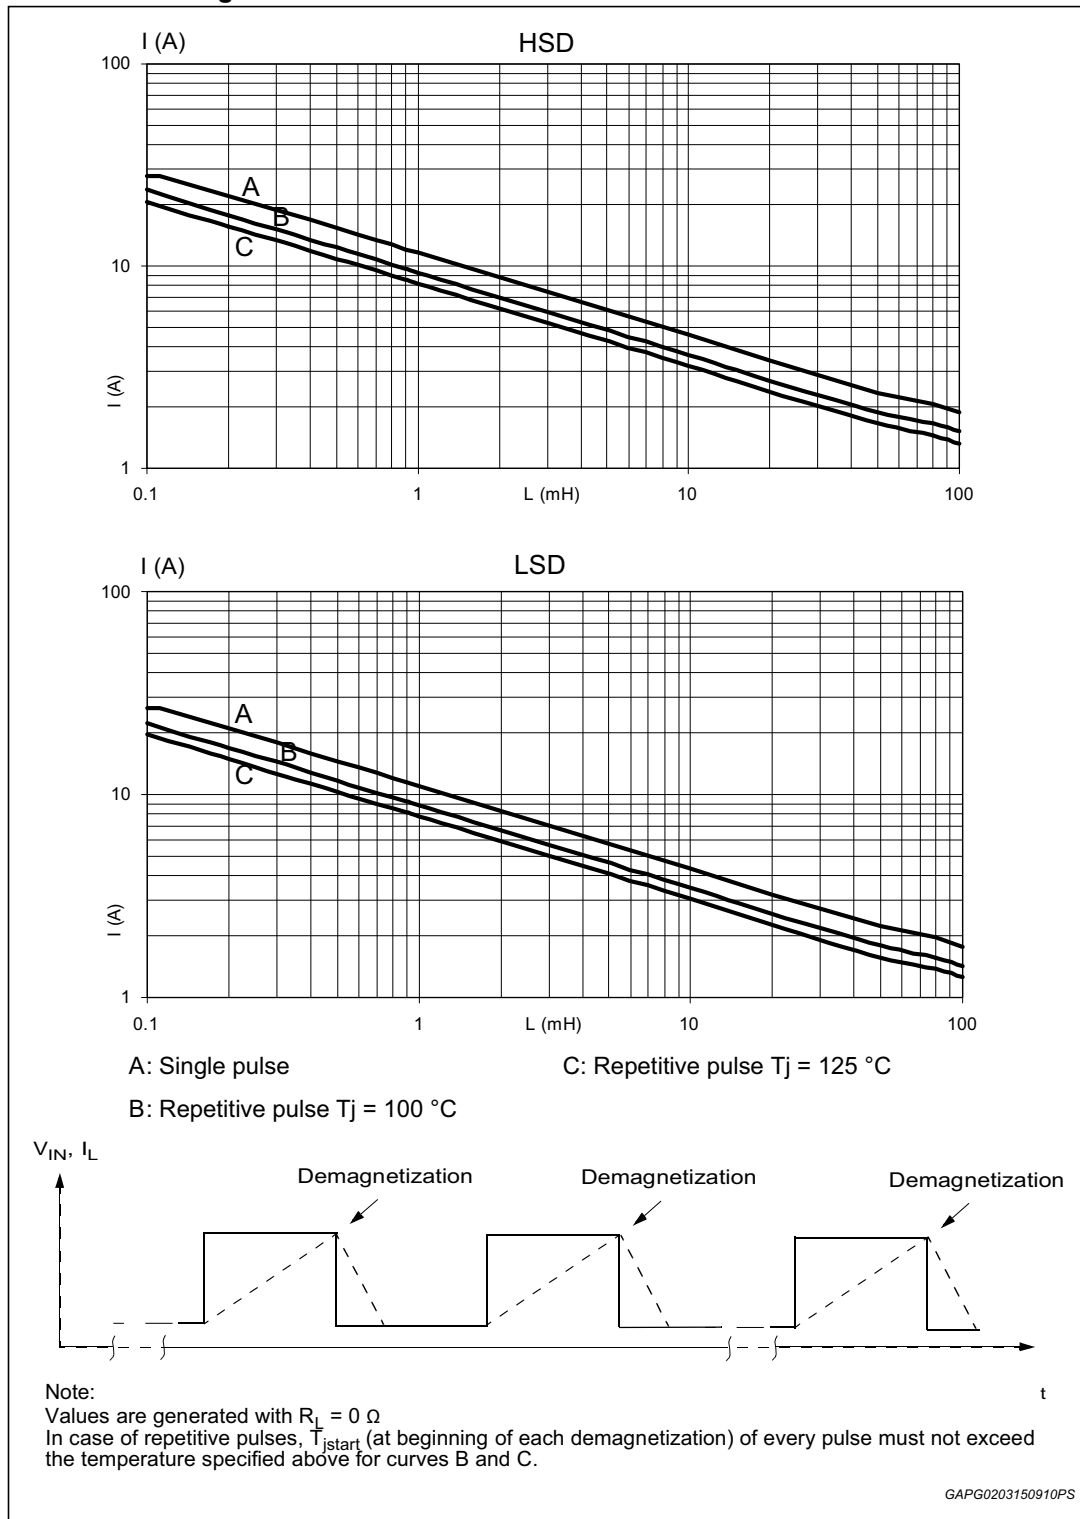 I (A)
HSD
100
A
B
C
10
I (A)
1
0.1
1
L (mH)
10
100
I (A)
LSD
100
A
B
C
10
I (A)
1
0.1
1
L (mH)
10
100
A: Single pulse
C: Repetitive pulse Tj = 125 °C
B: Repetitive pulse Tj = 100 °C
VIN, IL
Demagnetization
Demagnetization
Demagnetization
t
Note:
Values are generated with RL = 0 Ω
In case of repetitive pulses, Tjstart (at beginning of each demagnetization) of every pulse must not exceed
the temperature specified above for curves B and C.
GAPG0203150910PS